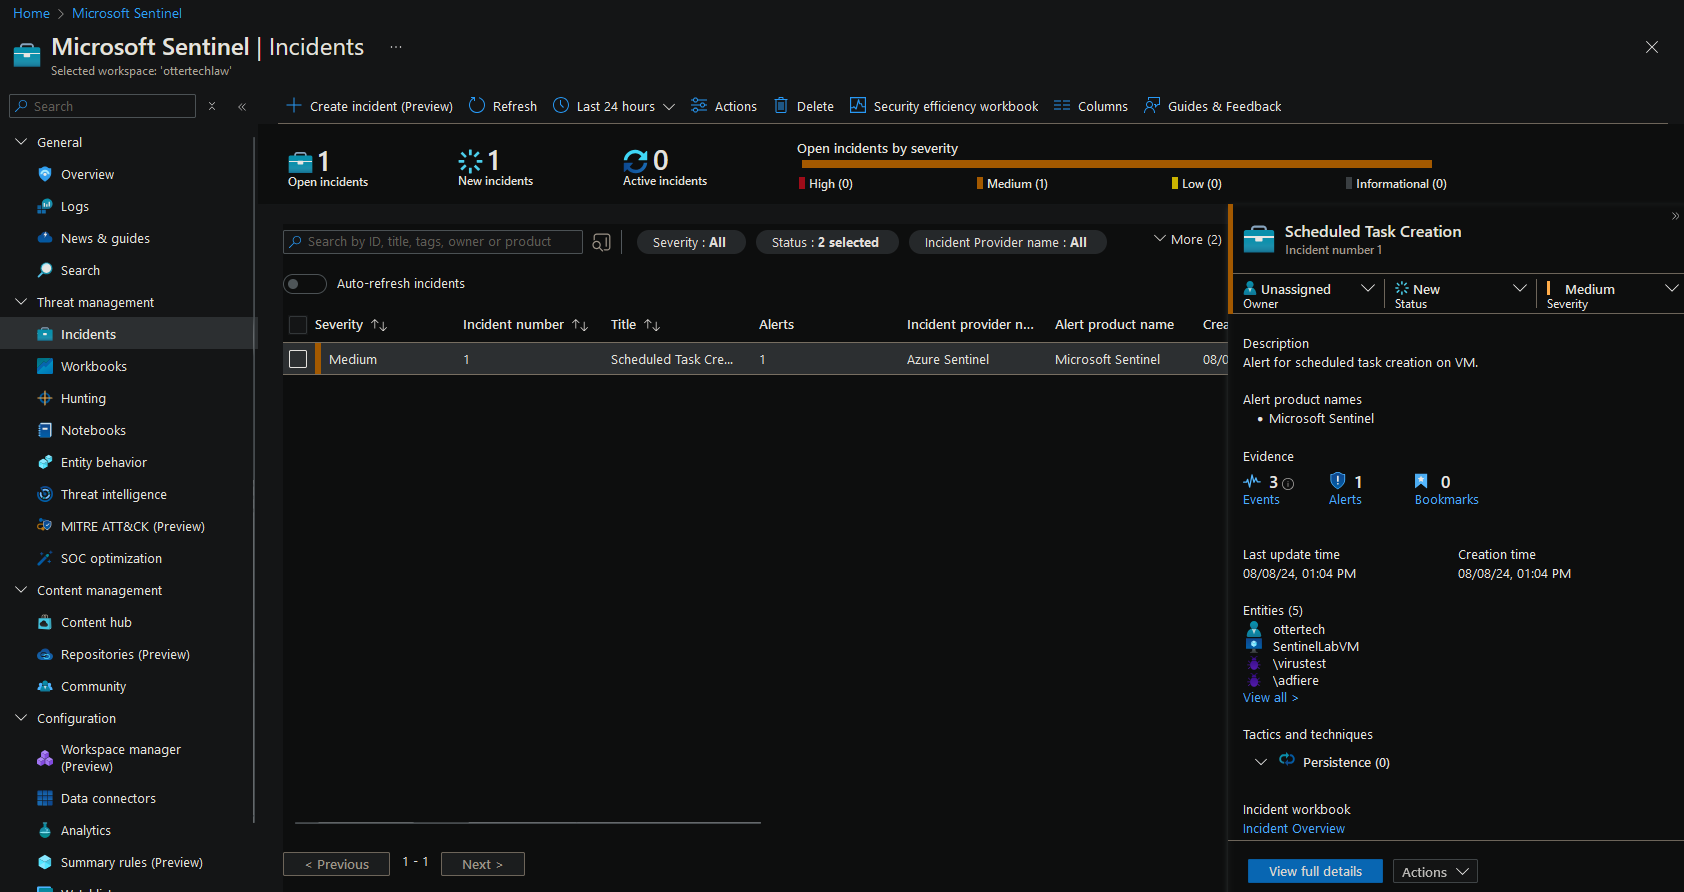 Home > Microsoft Sentinel
Microsoft Sentinel | Incidents ...
Selected workspace: 'ottertechlaw'
Search
General
Overview
Logs
News & guides
Search
Threat management
Incidents
Workbooks
Hunting
Notebooks
Entity behavior
Threat intelligence
MITRE ATT&CK (Preview)
SOC optimization
Content management
Content hub
Repositories (Preview)
Community
Configuration
Workspace manager
(Preview)
Data connectors
Analytics
Summary rules (Preview)
Create incident (Preview) Refresh Last 24 hours Actions Delete Security efficiency workbook Columns Guides & Feedback
1
Open incidents
1
New incidents
0
Active incidents
Open incidents by severity
High (0) Medium (1) Low (0) Informational (0)
Search by ID, title, tags, owner or product
Severity : All Status : 2 selected Incident Provider name : All More (2)
Auto-refresh incidents
Severity Incident number Title Alerts Incident provider n... Alert product name Crea
Medium 1 Scheduled Task Cre... 1 Azure Sentinel Microsoft Sentinel 08/0
< Previous 1 - 1 Next >
Scheduled Task Creation
Incident number 1
Unassigned New Medium
Owner Status Severity
Description
Alert for scheduled task creation on VM.
Alert product names
• Microsoft Sentinel
Evidence
3 1 0
Events Alerts Bookmarks
Last update time Creation time
08/08/24, 01:04 PM 08/08/24, 01:04 PM
Entities (5)
ottertech
SentinelLabVM
\virustest
\adfiere
View all >
Tactics and techniques
Persistence (0)
Incident workbook
Incident Overview
View full details Actions